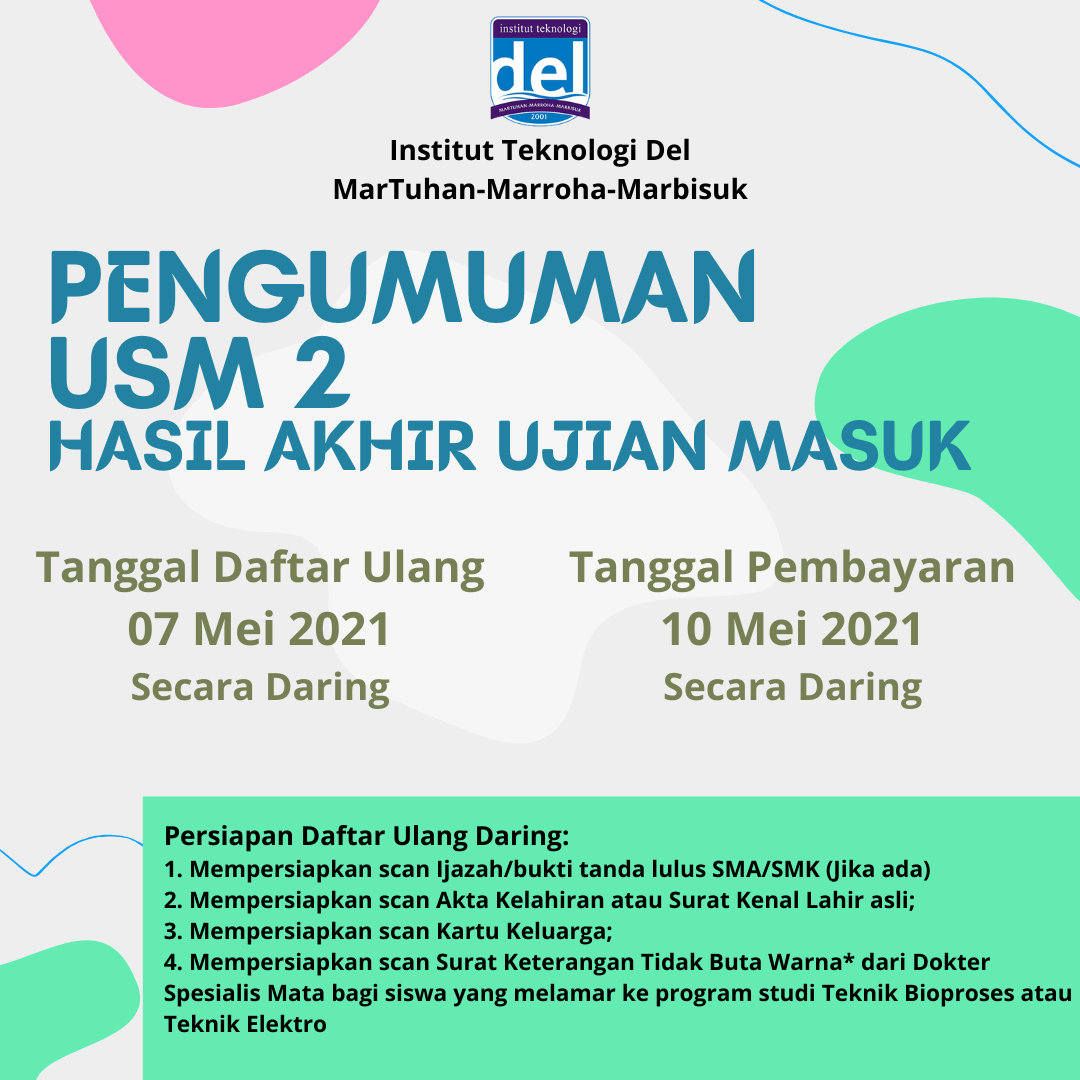 institut teknologi
del
MARTUHAN-MARROHA-MARBISUK
2001
Institut Teknologi Del
MarTuhan-Marroha-Marbisuk
PENGUMUMAN
USM 2
HASIL AKHIR UJIAN MASUK
Tanggal Daftar Ulang
07 Mei 2021
Secara Daring
Tanggal Pembayaran
10 Mei 2021
Secara Daring
Persiapan Daftar Ulang Daring:
1. Mempersiapkan scan Ijazah/bukti tanda lulus SMA/SMK (Jika ada)
2. Mempersiapkan scan Akta Kelahiran atau Surat Kenal Lahir asli;
3. Mempersiapkan scan Kartu Keluarga;
4. Mempersiapkan scan Surat Keterangan Tidak Buta Warna* dari Dokter
Spesialis Mata bagi siswa yang melamar ke program studi Teknik Bioproses atau
Teknik Elektro